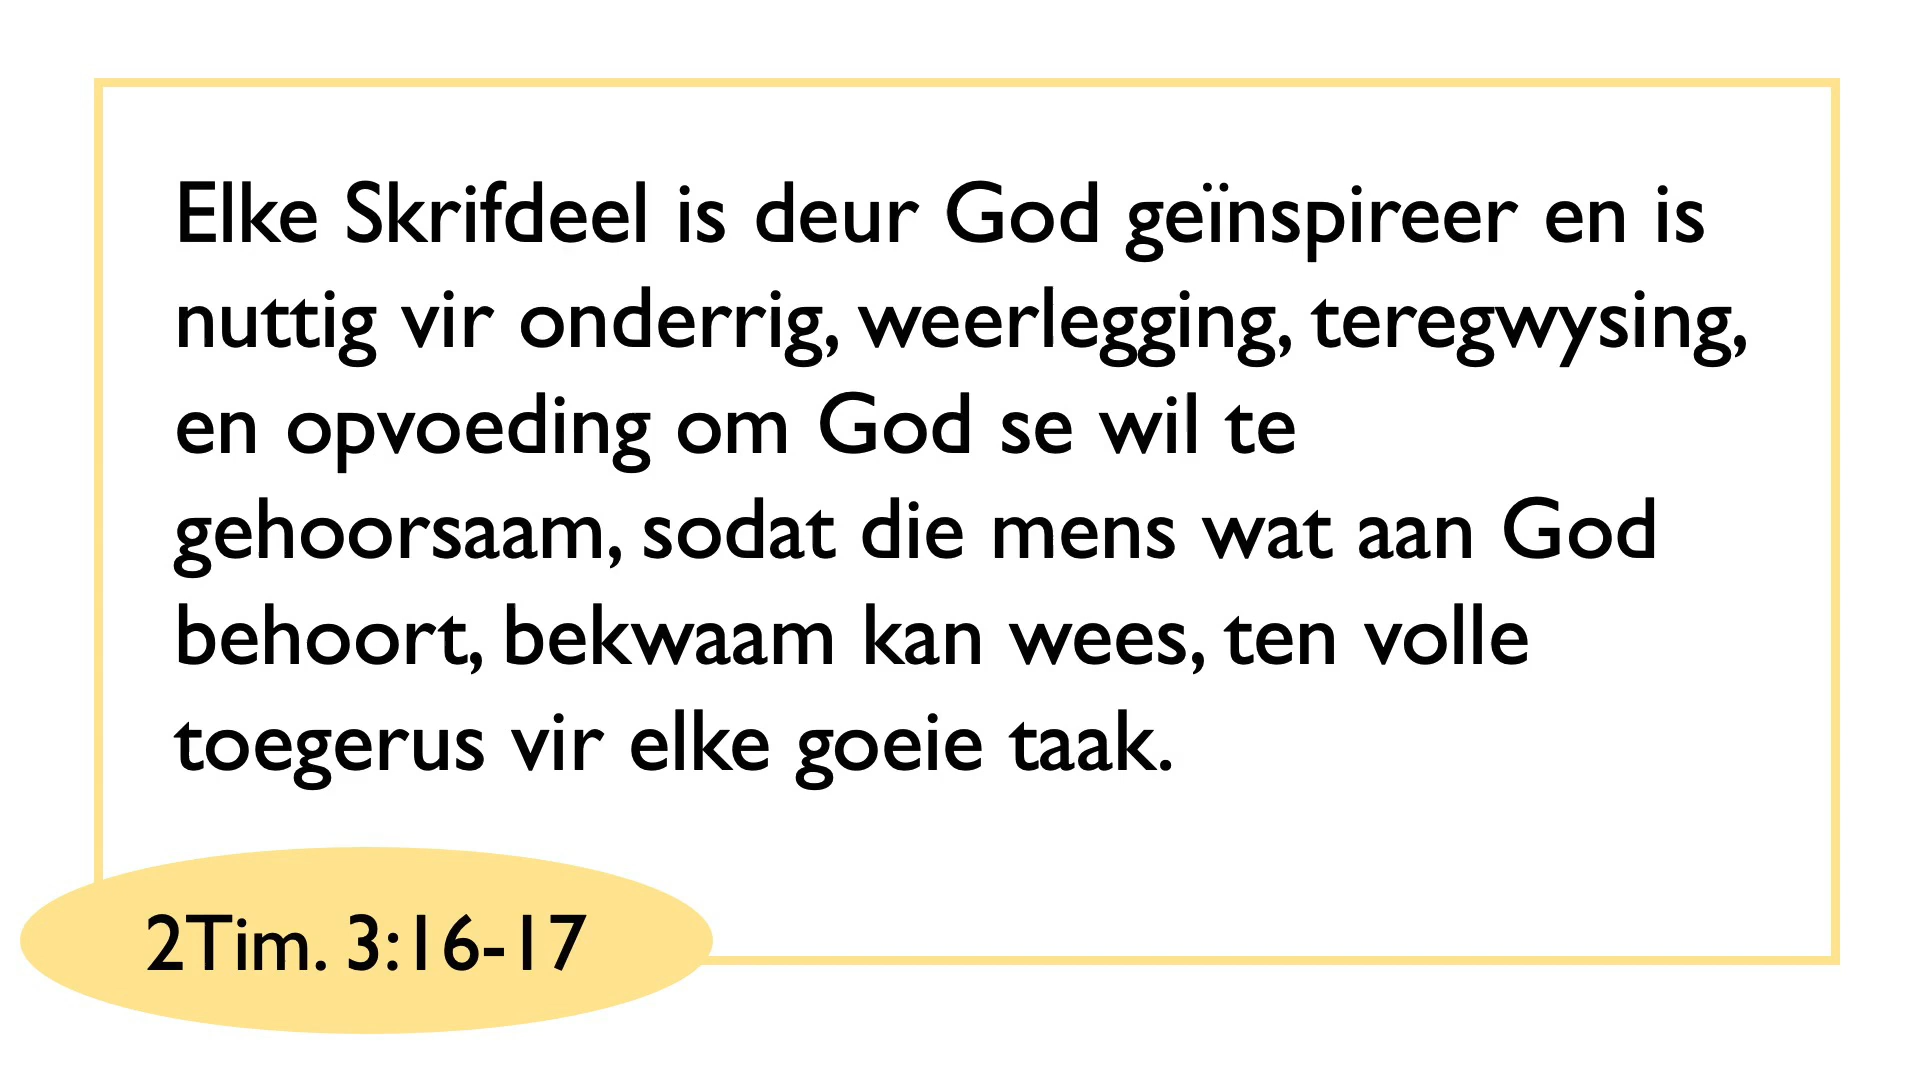 Elke Skrifdeel is deur God geïnspireer en is
nuttig vir onderrig, weerlegging, teregwysing,
en opvoeding om God se wil te
gehoorsaam, sodat die mens wat aan God
behoort, bekwaam kan wees, ten volle
toegerus vir elke goeie taak.
2Tim. 3:16-17